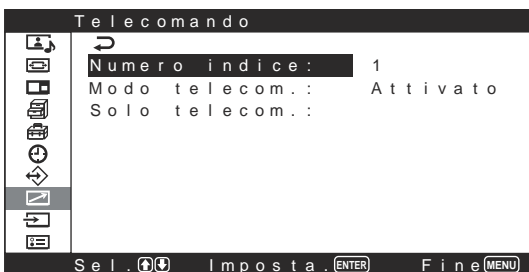 Telecomando
Numero indice: 1
Modo telecom.: Attivato
Solo telecom.:
Sel. Imposta. ENTER Fine MENU